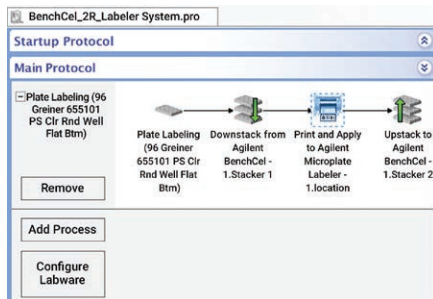 BenchCel_2R_Labeler System.pro
Startup Protocol
Main Protocol
Plate Labeling (96
Greiner 655101
PS Clr Rnd Well
Flat Btm)
Remove
Plate Labeling
(96 Greiner
655101 PS Clr
Rnd Well Flat
Btm)
Downstack from
Agilent
BenchCel -
1.Stacker 1
Print and Apply
to Agilent
Microplate
Labeler -
1.location
Upstack to
Agilent
BenchCel -
1.Stacker 2
Add Process
Configure
Labware